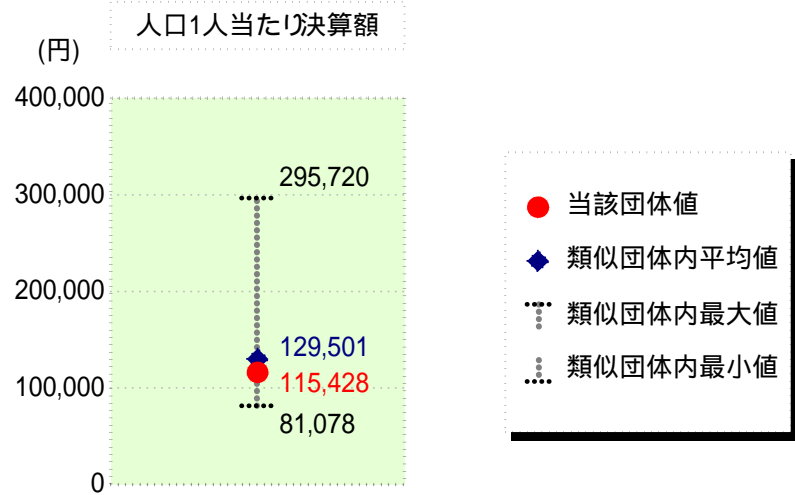 人口1人当たり決算額
(円)
400,000
300,000
200,000
100,000
0
295,720
129,501
115,428
81,078
当該団体値
類似団体内平均値
類似団体内最大値
類似団体内最小値